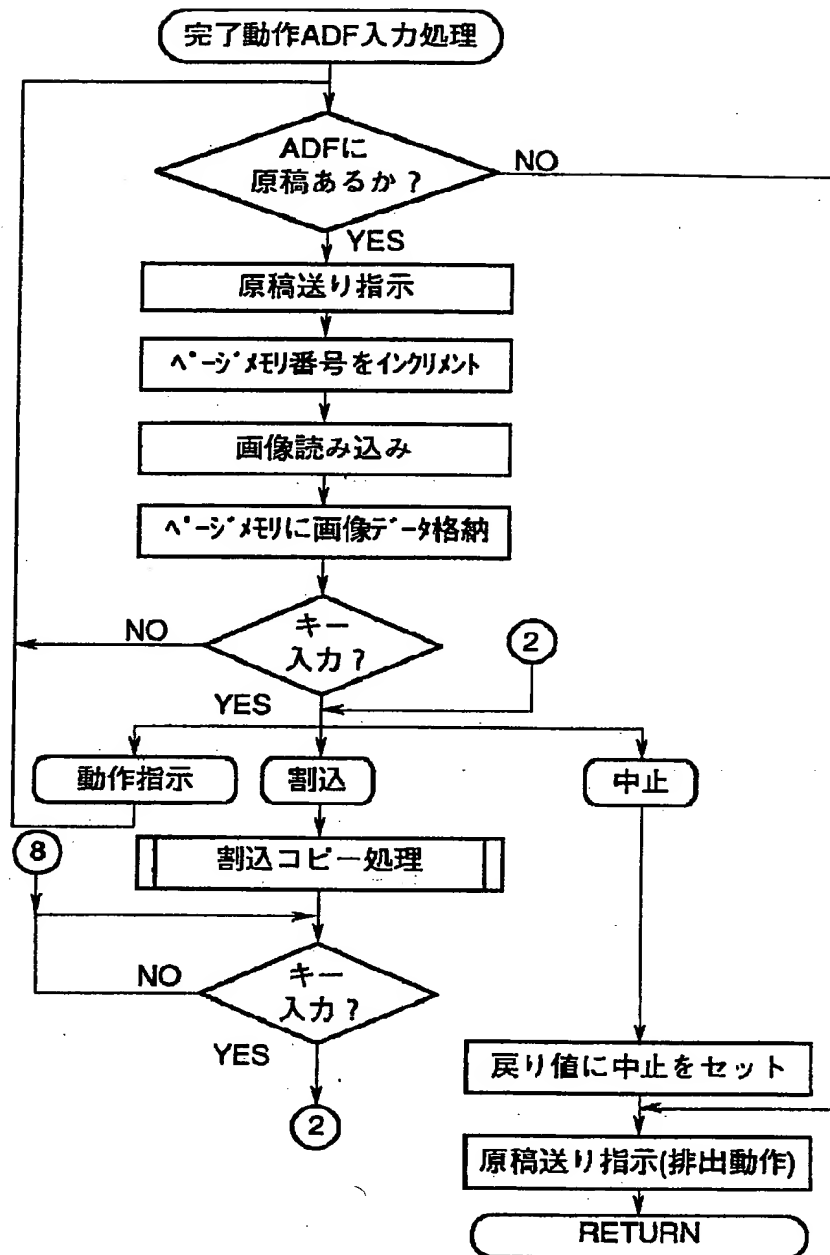 完了動作ADF入力処理
ADFに
原稿あるか?
NO
YES
原稿送り指示
ページメモリ番号をインクリメント
画像読み込み
ページメモリに画像データ格納
キー
入力?
NO
YES
2
動作指示
割込
中止
8
割込コピー処理
キー
入力?
NO
YES
2
戻り値に中止をセット
原稿送り指示(排出動作)
RETURN